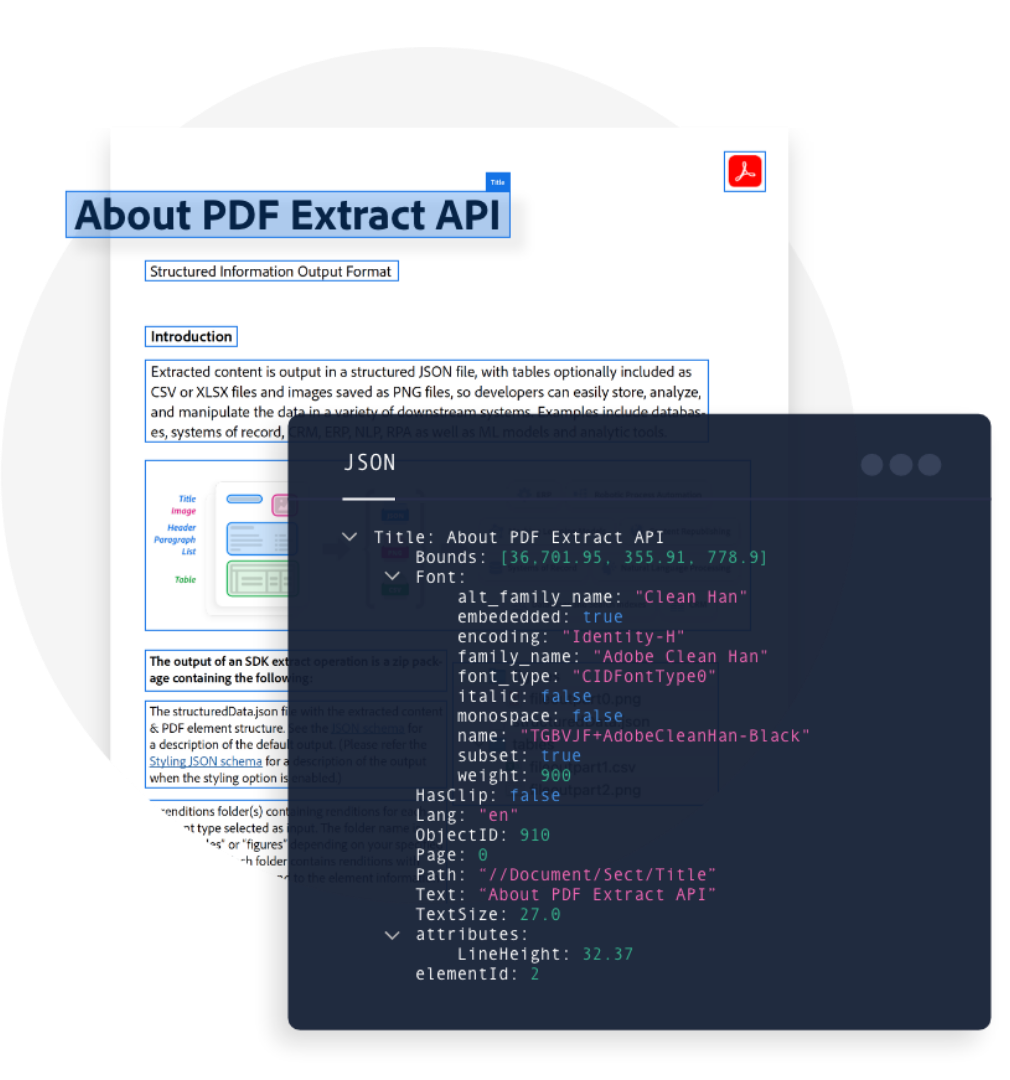 Title
About PDF Extract API
Structured Information Output Format
Introduction
Extracted content is output in a structured JSON file, with tables optionally included as
CSV or XLSX files and images saved as PNG files, so developers can easily store, analyze,
and manipulate the data in a variety of downstream systems. Examples include databas-
es, systems of record, CRM, ERP, NLP, RPA as well as ML models and analytic tools.
Title
Image
Header
Paragraph
List
Table
The output of an SDK extract operation is a zip pack-
age containing the following:
The structuredData.json file with the extracted content
& PDF element structure. See the JSON schema for
a description of the default output. (Please refer the
Styling JSON schema for a description of the output
when the styling option is enabled.)
renditions folder(s) containing renditions for
type selected as input. The folder name
or "figures" depending on your
folder contains renditions
to the element
JSON
Title: About PDF Extract API
Bounds: [36,701.95, 355.91, 778.9]
Font:
alt_family_name: "Clean Han"
embededded: true
encoding: "Identity-H"
family_name: "Adobe Clean Han"
font_type: "CIDFontType0"
italic: false
monospace: false
name: "TGBVJF+AdobeCleanHan-Black"
subset: true
weight: 900
HasClip: false
Lang: "en"
ObjectID: 910
Page: 0
Path: "//Document/Sect/Title"
Text: "About PDF Extract API"
TextSize: 27.0
attributes:
LineHeight: 32.37
elementId: 2